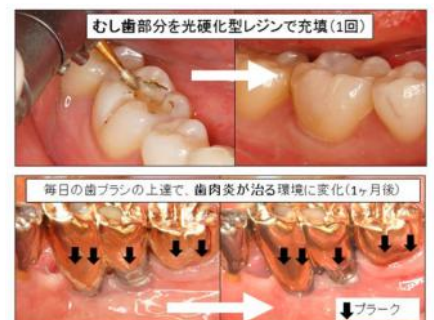 むし歯部分を光硬化型レジンで充填(1回)
毎日の歯ブラシの上達で、歯肉炎が治る環境に変化(1ヶ月後)
プラーク